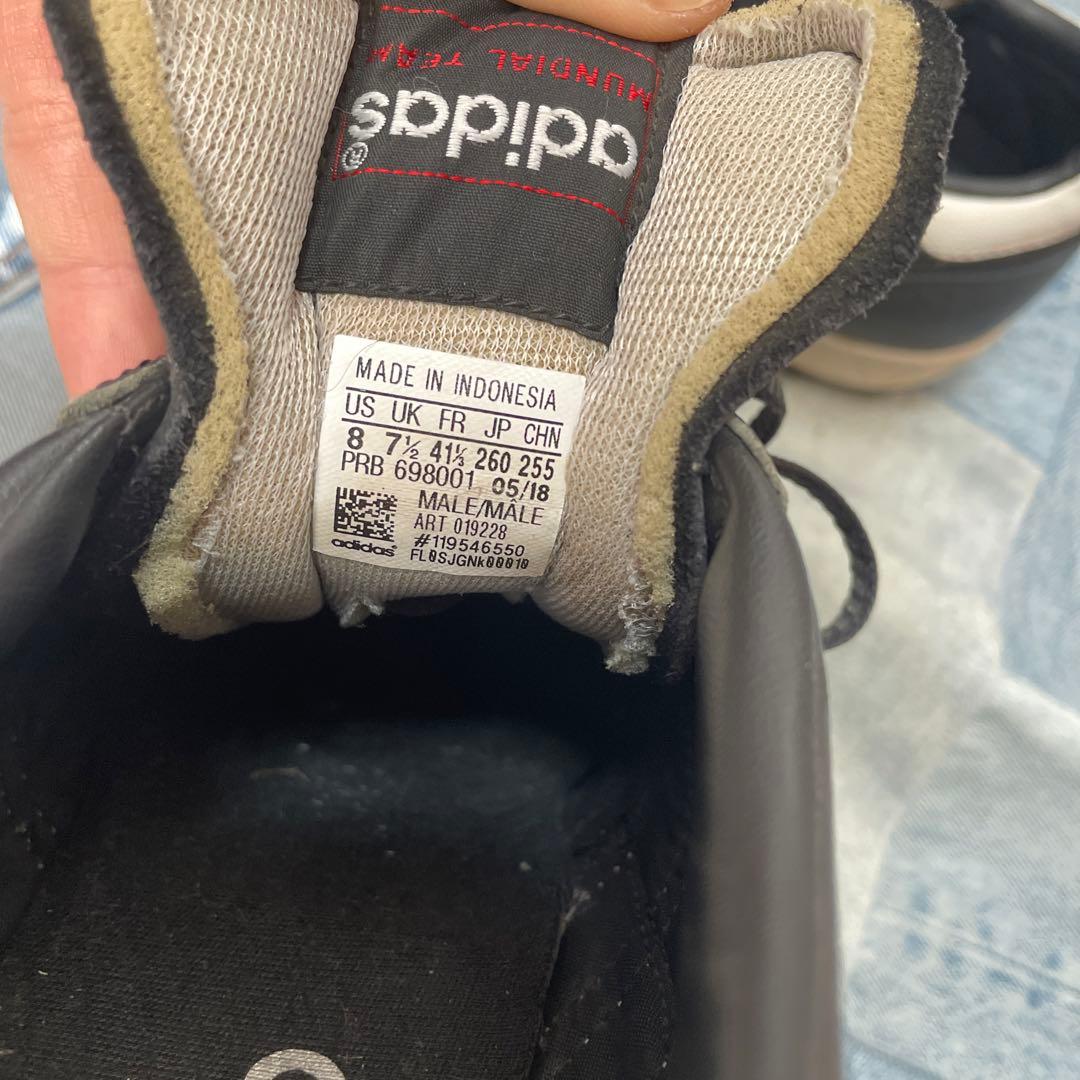 MUNDIAL TEAM
adidas®
MADE IN INDONESIA
US UK FR JP CHN
8 7½ 41⅓ 260 255
PRB 698001 05/18
MALE/MÂLE
ART 019228
adidas #119546550
FL0SJGNk00010